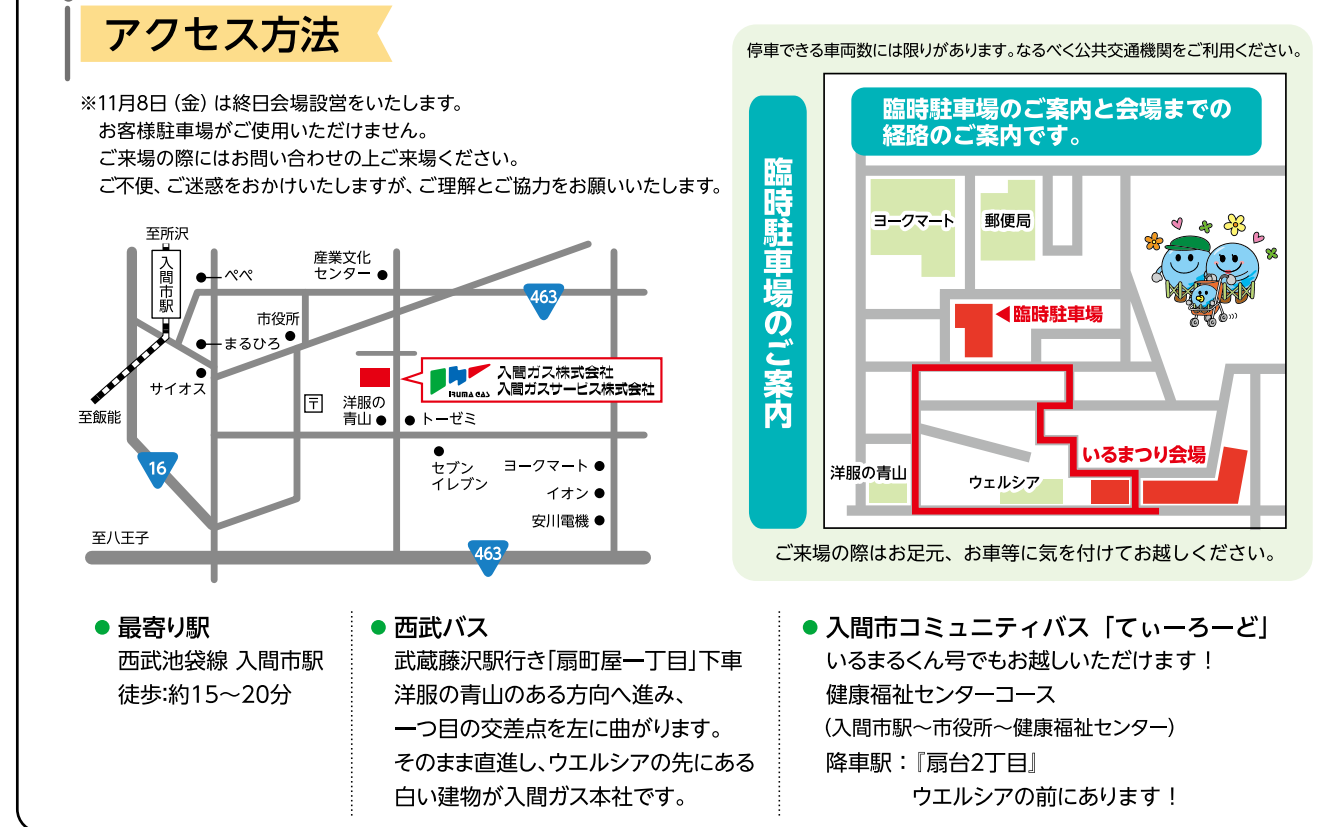 アクセス方法
※11月8日（金）は終日会場設営をいたします。
お客様駐車場がご使用いただけません。
ご来場の際にはお問い合わせの上ご来場ください。
ご不便、ご迷惑をおかけいたしますが、ご理解とご協力をお願いいたします。
至所沢
入間市駅
ぺぺ
産業文化
センター
463
市役所
まるひろ
サイオス
至飯能
入間ガス株式会社
入間ガスサービス株式会社
IRUMA GAS
〒
洋服の
青山
トーゼミ
16
セブン
イレブン
ヨークマート
イオン
安川電機
至八王子
463
停車できる車両数には限りがあります。なるべく公共交通機関をご利用ください。
臨時駐車場のご案内
臨時駐車場のご案内と会場までの
経路のご案内です。
ヨークマート
郵便局
臨時駐車場
いるまつり会場
洋服の青山
ウェルシア
ご来場の際はお足元、お車等に気を付けてお越しください。
● 最寄り駅
西武池袋線 入間市駅
徒歩:約15〜20分
● 西武バス
武蔵藤沢駅行き「扇町屋一丁目」下車
洋服の青山のある方向へ進み、
一つ目の交差点を左に曲がります。
そのまま直進し、ウエルシアの先にある
白い建物が入間ガス本社です。
● 入間市コミュニティバス「てぃーろーど」
いるまるくん号でもお越しいただけます！
健康福祉センターコース
（入間市駅〜市役所〜健康福祉センター）
降車駅：『扇台2丁目』
ウエルシアの前にあります！